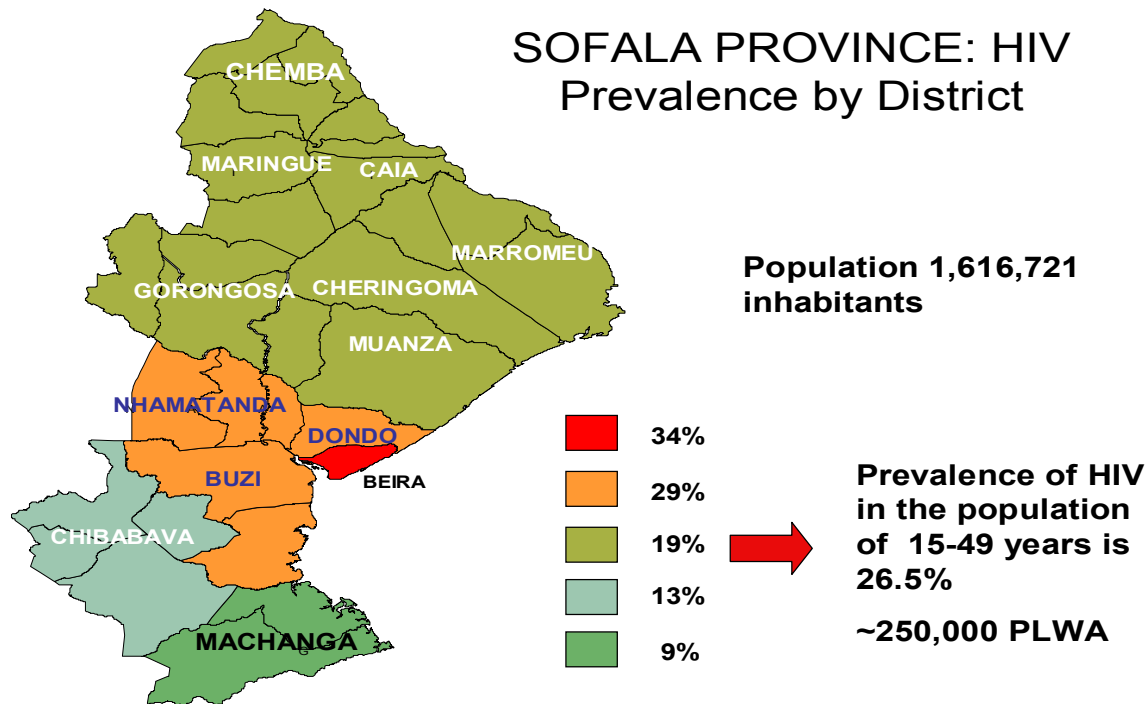 SOFALA PROVINCE: HIV
Prevalence by District
CHEMBA
MARINGUE
CAIA
MARROMEU
GORONGOSA
CHERINGOMA
MUANZA
NHAMATANDA
DONDO
BUZI
BEIRA
CHIBABAVA
MACHANGA
Population 1,616,721
inhabitants
34%
29%
19%
13%
9%
Prevalence of HIV
in the population
of 15-49 years is
26.5%
~250,000 PLWA